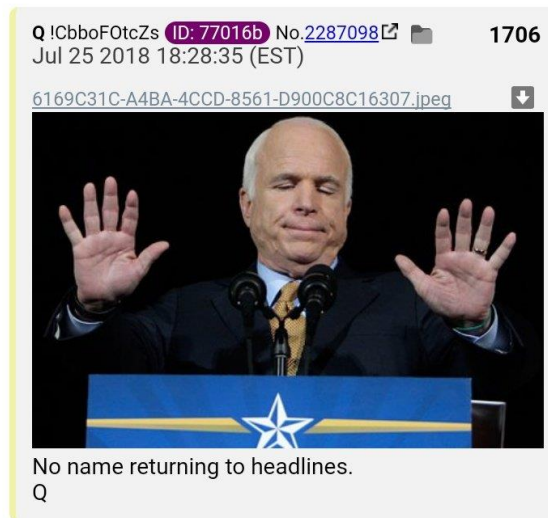 Q !CbboFOtcZs ID: 77016b No.2287098 1706
Jul 25 2018 18:28:35 (EST)
6169C31C-A4BA-4CCD-8561-D900C8C16307.jpeg
No name returning to headlines.
Q